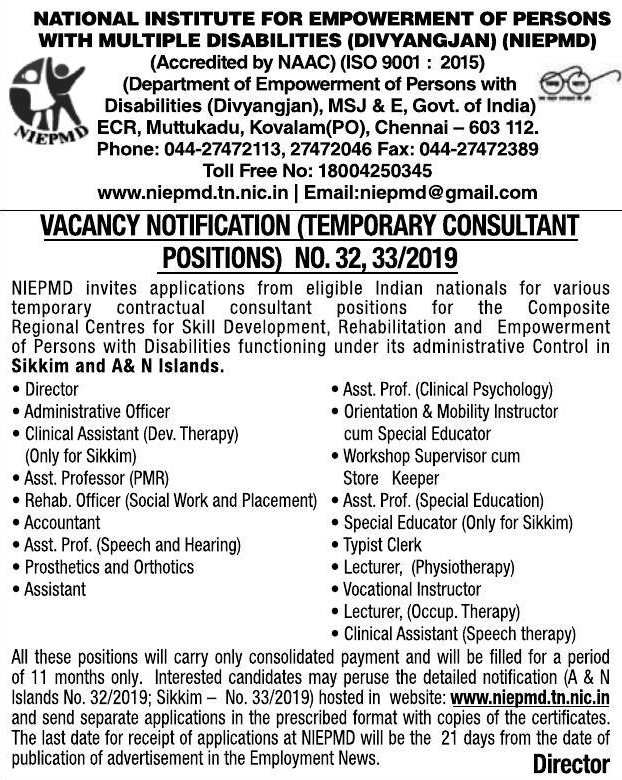 NATIONAL INSTITUTE FOR EMPOWERMENT OF PERSONS
WITH MULTIPLE DISABILITIES (DIVYANGJAN) (NIEPMD)
(Accredited by NAAC) (ISO 9001 : 2015)
(Department of Empowerment of Persons with
Disabilities (Divyangjan), MSJ & E, Govt. of India)
ECR, Muttukadu, Kovalam(PO), Chennai – 603 112.
Phone: 044-27472113, 27472046 Fax: 044-27472389
Toll Free No: 18004250345
www.niepmd.tn.nic.in | Email:niepmd@gmail.com
NIEPMD
VACANCY NOTIFICATION (TEMPORARY CONSULTANT
POSITIONS) NO. 32, 33/2019
NIEPMD invites applications from eligible Indian nationals for various
temporary contractual consultant positions for the Composite
Regional Centres for Skill Development, Rehabilitation and Empowerment
of Persons with Disabilities functioning under its administrative Control in
Sikkim and A& N Islands.
• Director
• Administrative Officer
• Clinical Assistant (Dev. Therapy)
(Only for Sikkim)
• Asst. Professor (PMR)
• Rehab. Officer (Social Work and Placement)
• Accountant
• Asst. Prof. (Speech and Hearing)
• Prosthetics and Orthotics
• Assistant
• Asst. Prof. (Clinical Psychology)
• Orientation & Mobility Instructor
cum Special Educator
• Workshop Supervisor cum
Store Keeper
• Asst. Prof. (Special Education)
• Special Educator (Only for Sikkim)
• Typist Clerk
• Lecturer, (Physiotherapy)
• Vocational Instructor
• Lecturer, (Occup. Therapy)
• Clinical Assistant (Speech therapy)
All these positions will carry only consolidated payment and will be filled for a period
of 11 months only. Interested candidates may peruse the detailed notification (A & N
Islands No. 32/2019; Sikkim – No. 33/2019) hosted in website: www.niepmd.tn.nic.in
and send separate applications in the prescribed format with copies of the certificates.
The last date for receipt of applications at NIEPMD will be the 21 days from the date of
publication of advertisement in the Employment News.
Director